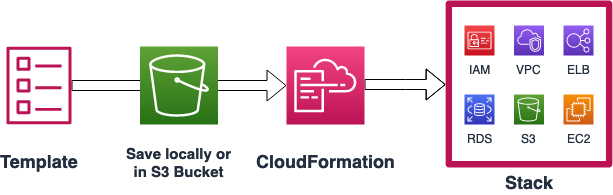 IAM VPC ELB
RDS S3 EC2
Template
Save locally or
in S3 Bucket
CloudFormation
Stack